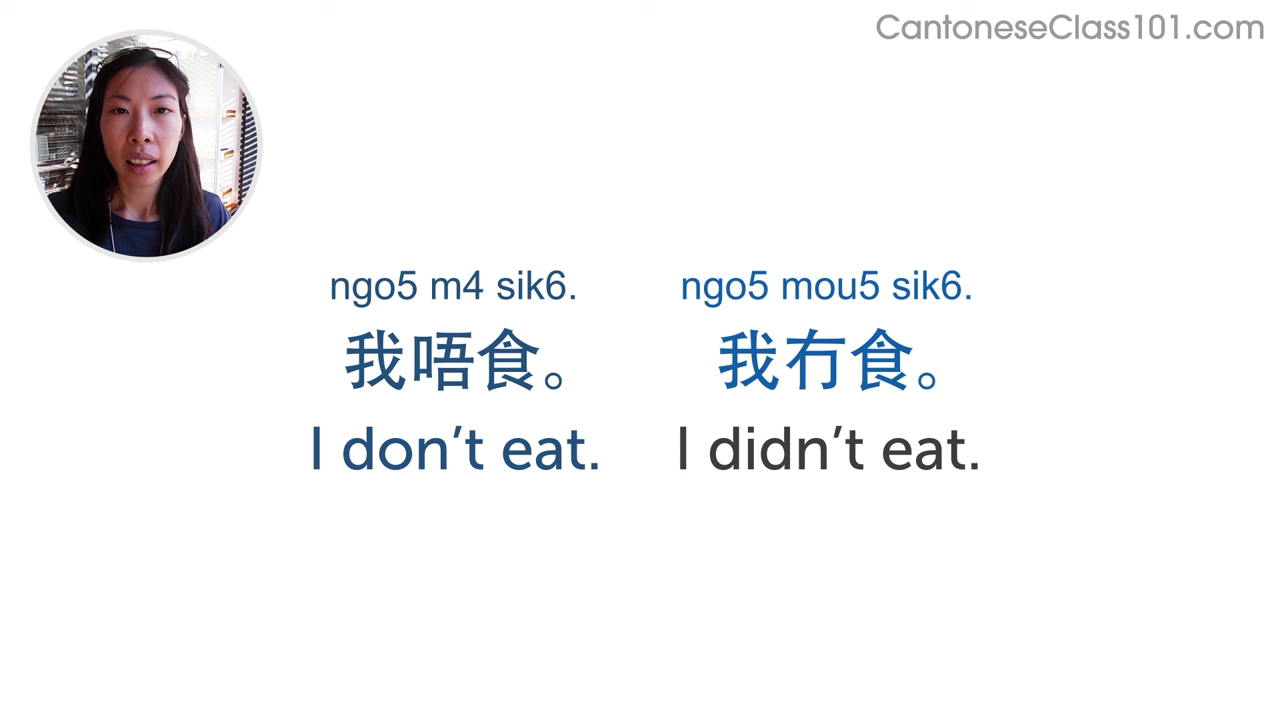 CantoneseClass101.com
ngo5 m4 sik6.
我唔食。
I don't eat.
ngo5 mou5 sik6.
我冇食。
I didn't eat.